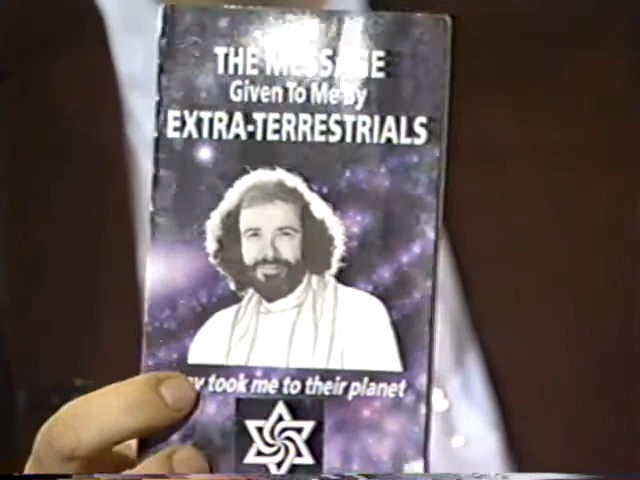 THE MESSAGE
Given To Me By
EXTRA-TERRESTRIALS
took me to their planet